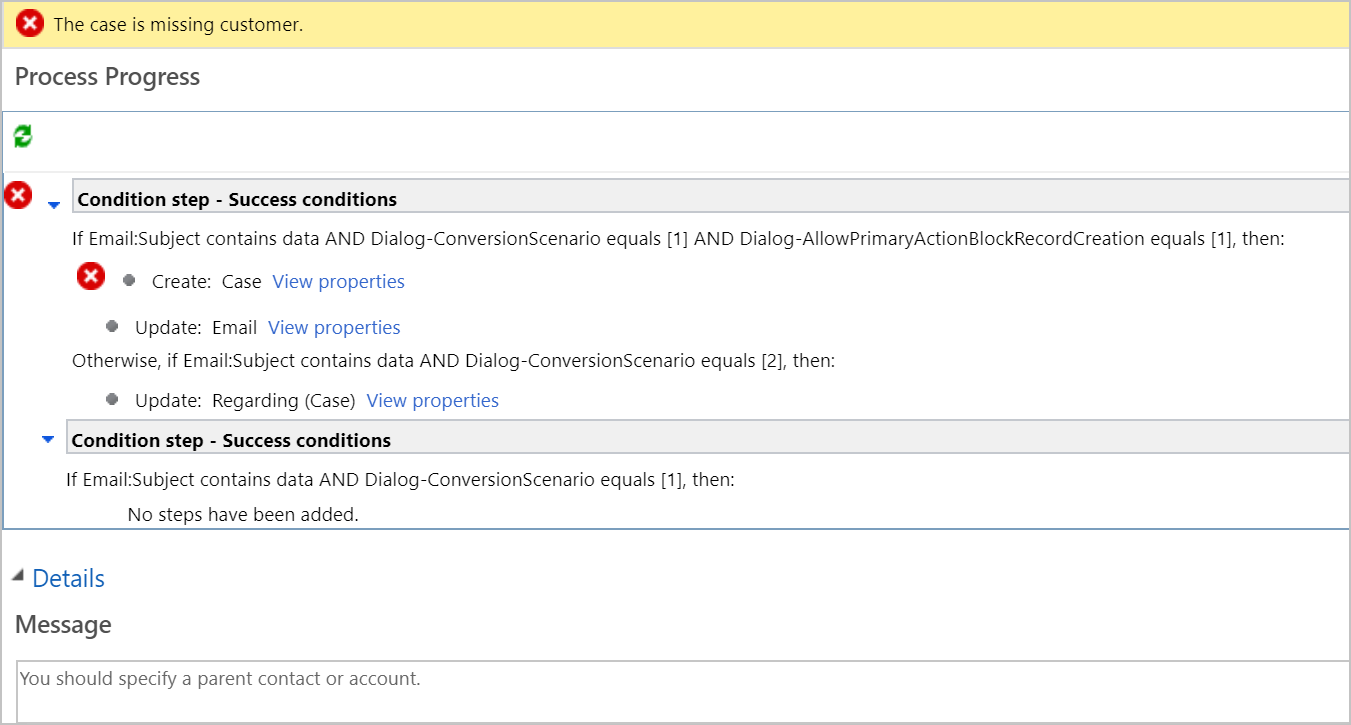 The case is missing customer.
Process Progress
Condition step - Success conditions
If Email:Subject contains data AND Dialog-ConversionScenario equals [1] AND Dialog-AllowPrimaryActionBlockRecordCreation equals [1], then:
Create: Case View properties
Update: Email View properties
Otherwise, if Email:Subject contains data AND Dialog-ConversionScenario equals [2], then:
Update: Regarding (Case) View properties
Condition step - Success conditions
If Email:Subject contains data AND Dialog-ConversionScenario equals [1], then:
No steps have been added.
Details
Message
You should specify a parent contact or account.